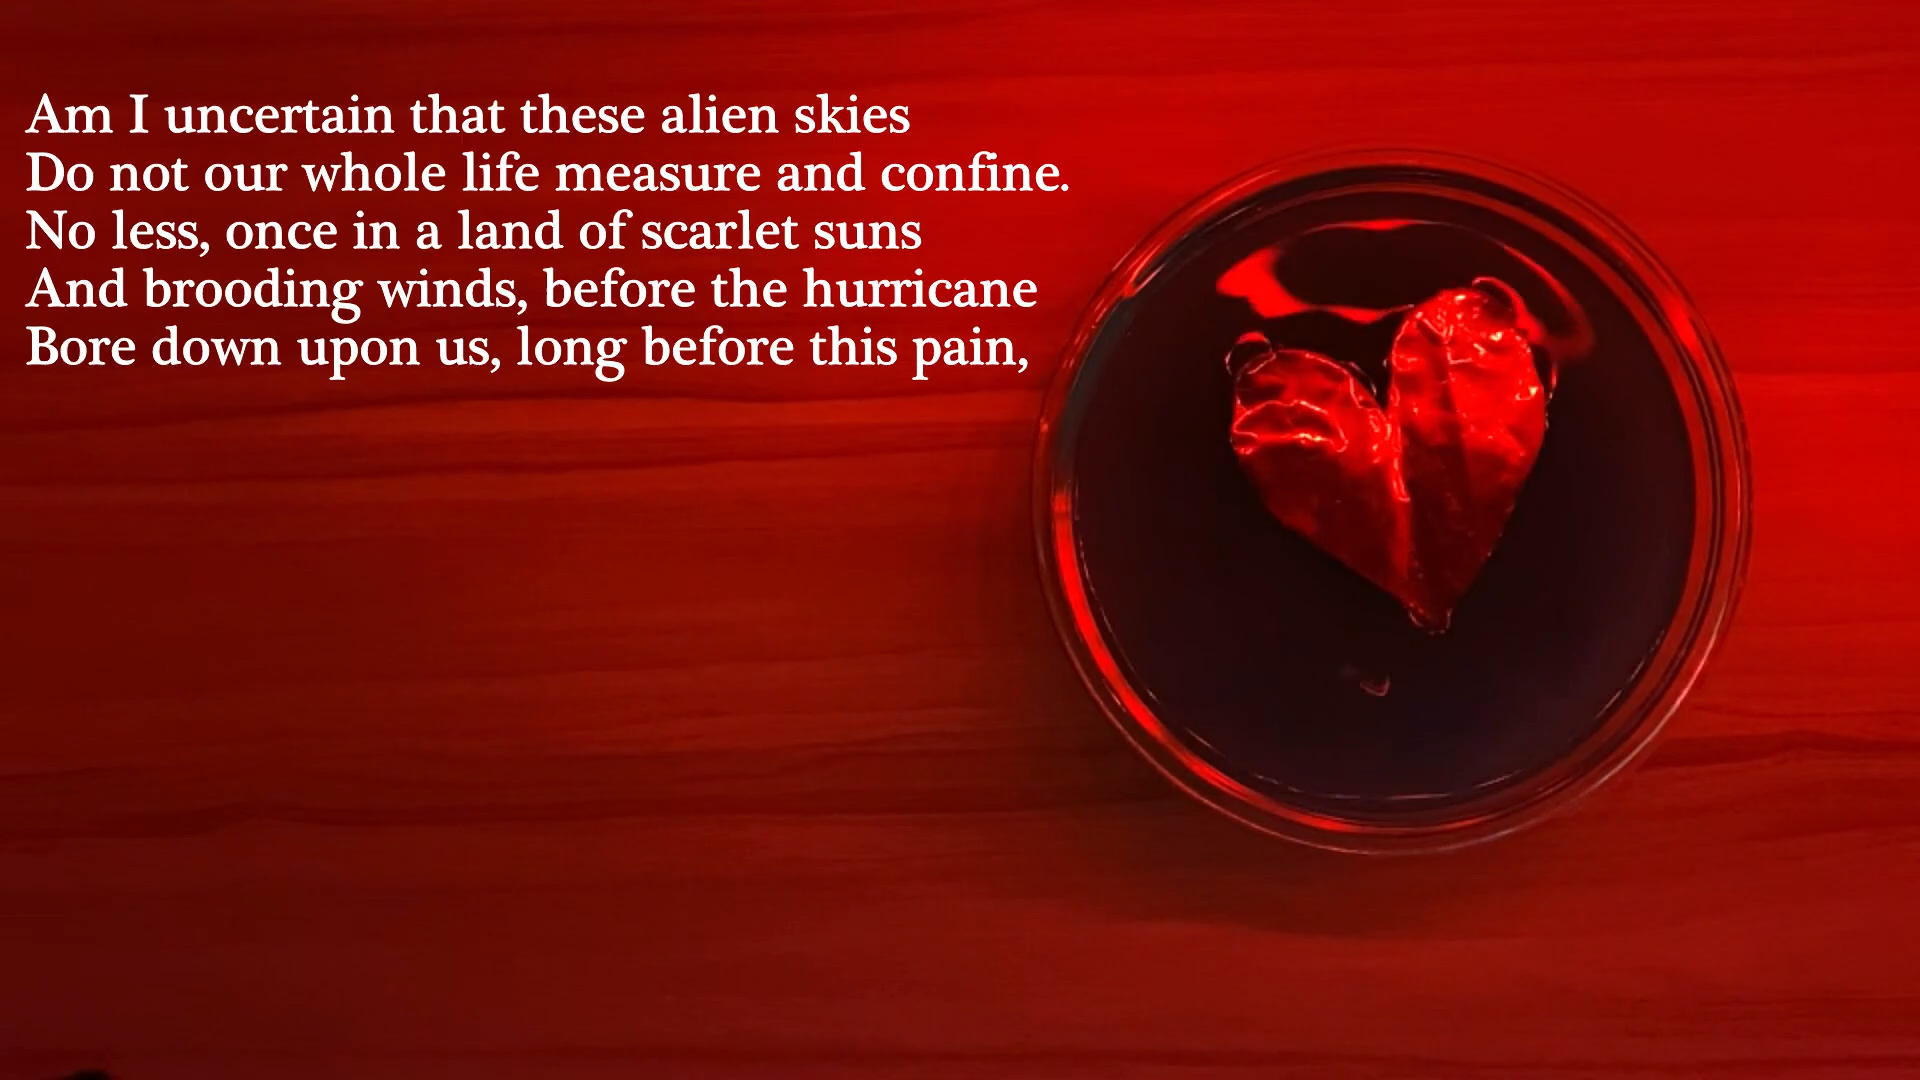 Am I uncertain that these alien skies
Do not our whole life measure and confine.
No less, once in a land of scarlet suns
And brooding winds, before the hurricane
Bore down upon us, long before this pain,